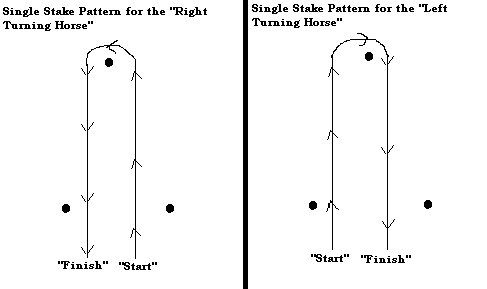 Single Stake Pattern for the "Right
Turning Horse"
"Finish" "Start"
Single Stake Pattern for the "Left
Turning Horse"
"Start" "Finish"